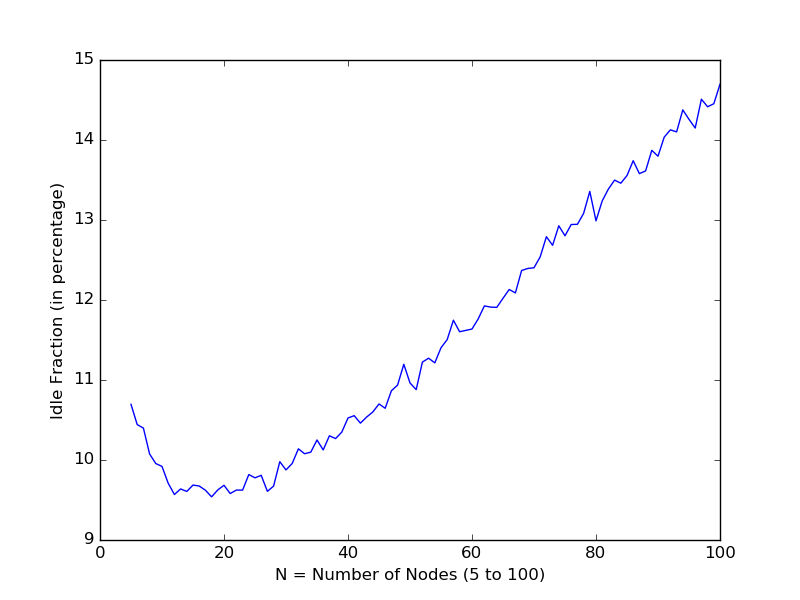 15
14
13
12
11
10
9
0 20 40 60 80 100
Idle Fraction (in percentage)
N = Number of Nodes (5 to 100)